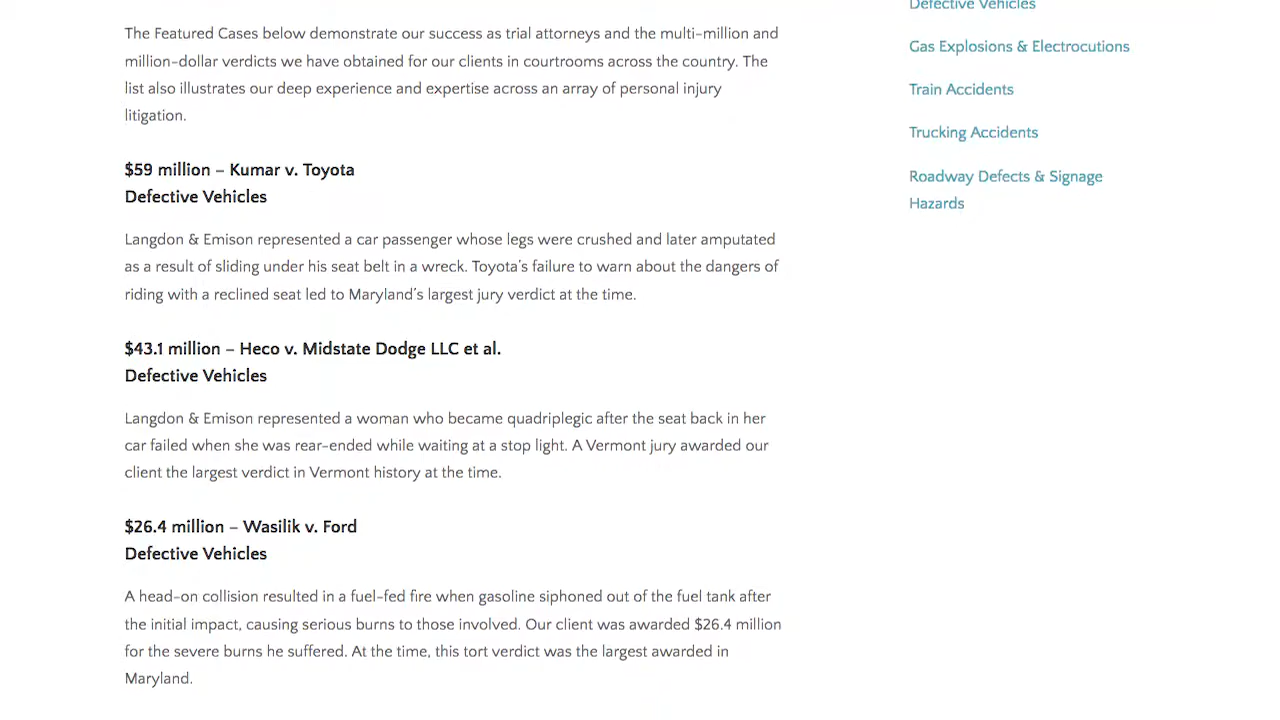 The Featured Cases below demonstrate our success as trial attorneys and the multi-million and
million-dollar verdicts we have obtained for our clients in courtrooms across the country. The
list also illustrates our deep experience and expertise across an array of personal injury
litigation.
$59 million – Kumar v. Toyota
Defective Vehicles
Langdon & Emison represented a car passenger whose legs were crushed and later amputated
as a result of sliding under his seat belt in a wreck. Toyota's failure to warn about the dangers of
riding with a reclined seat led to Maryland's largest jury verdict at the time.
$43.1 million – Heco v. Midstate Dodge LLC et al.
Defective Vehicles
Langdon & Emison represented a woman who became quadriplegic after the seat back in her
car failed when she was rear-ended while waiting at a stop light. A Vermont jury awarded our
client the largest verdict in Vermont history at the time.
$26.4 million – Wasilik v. Ford
Defective Vehicles
A head-on collision resulted in a fuel-fed fire when gasoline siphoned out of the fuel tank after
the initial impact, causing serious burns to those involved. Our client was awarded $26.4 million
for the severe burns he suffered. At the time, this tort verdict was the largest awarded in
Maryland.
Defective Vehicles
Gas Explosions & Electrocutions
Train Accidents
Trucking Accidents
Roadway Defects & Signage
Hazards